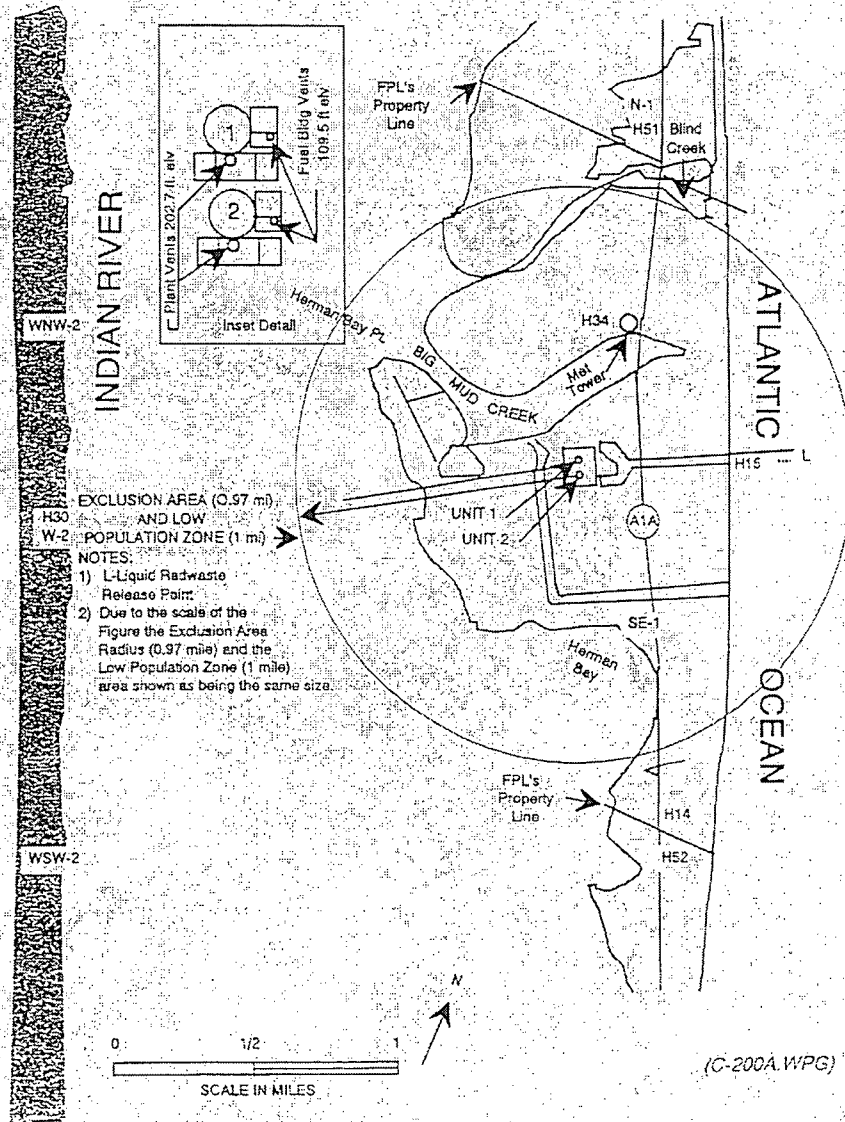 FPL's
Property
Line
N-1
H51
Blind
Creek
1
2
Fuel Bldg Vents
109.5 ft elv
Plant Vents 202.7 ft elv
Inset Detail
INDIAN RIVER
WNW-2
Herman Bay Pt.
BIG MUD CREEK
H34
Met
Tower
ATLANTIC
OCEAN
H15
L
UNIT 1
UNIT 2
A1A
H30
W-2
EXCLUSION AREA (0.97 mi)
AND LOW
POPULATION ZONE (1 mi)
NOTES:
1) L-Liquid Radwaste
Release Point
2) Due to the scale of the
Figure the Exclusion Area
Radius (0.97 mile) and the
Low Population Zone (1 mile)
area shown as being the same size.
SE-1
Herman
Bay
FPL's
Property
Line
H14
H52
WSW-2
N
0 1/2 1
SCALE IN MILES
(C-200A.WPG)